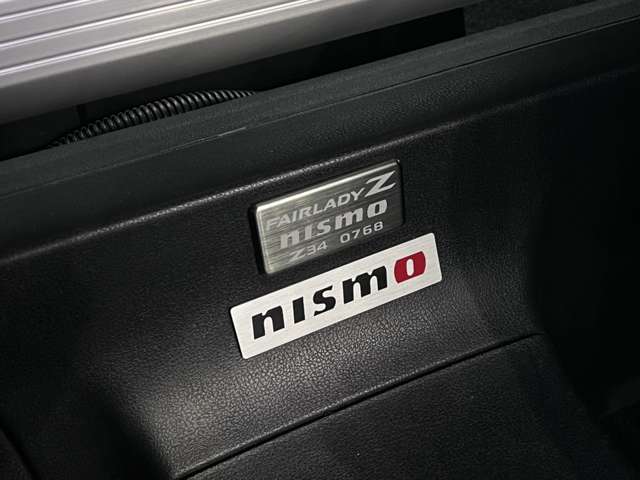 FAIRLADY Z
nismo
Z34 0768
nismo